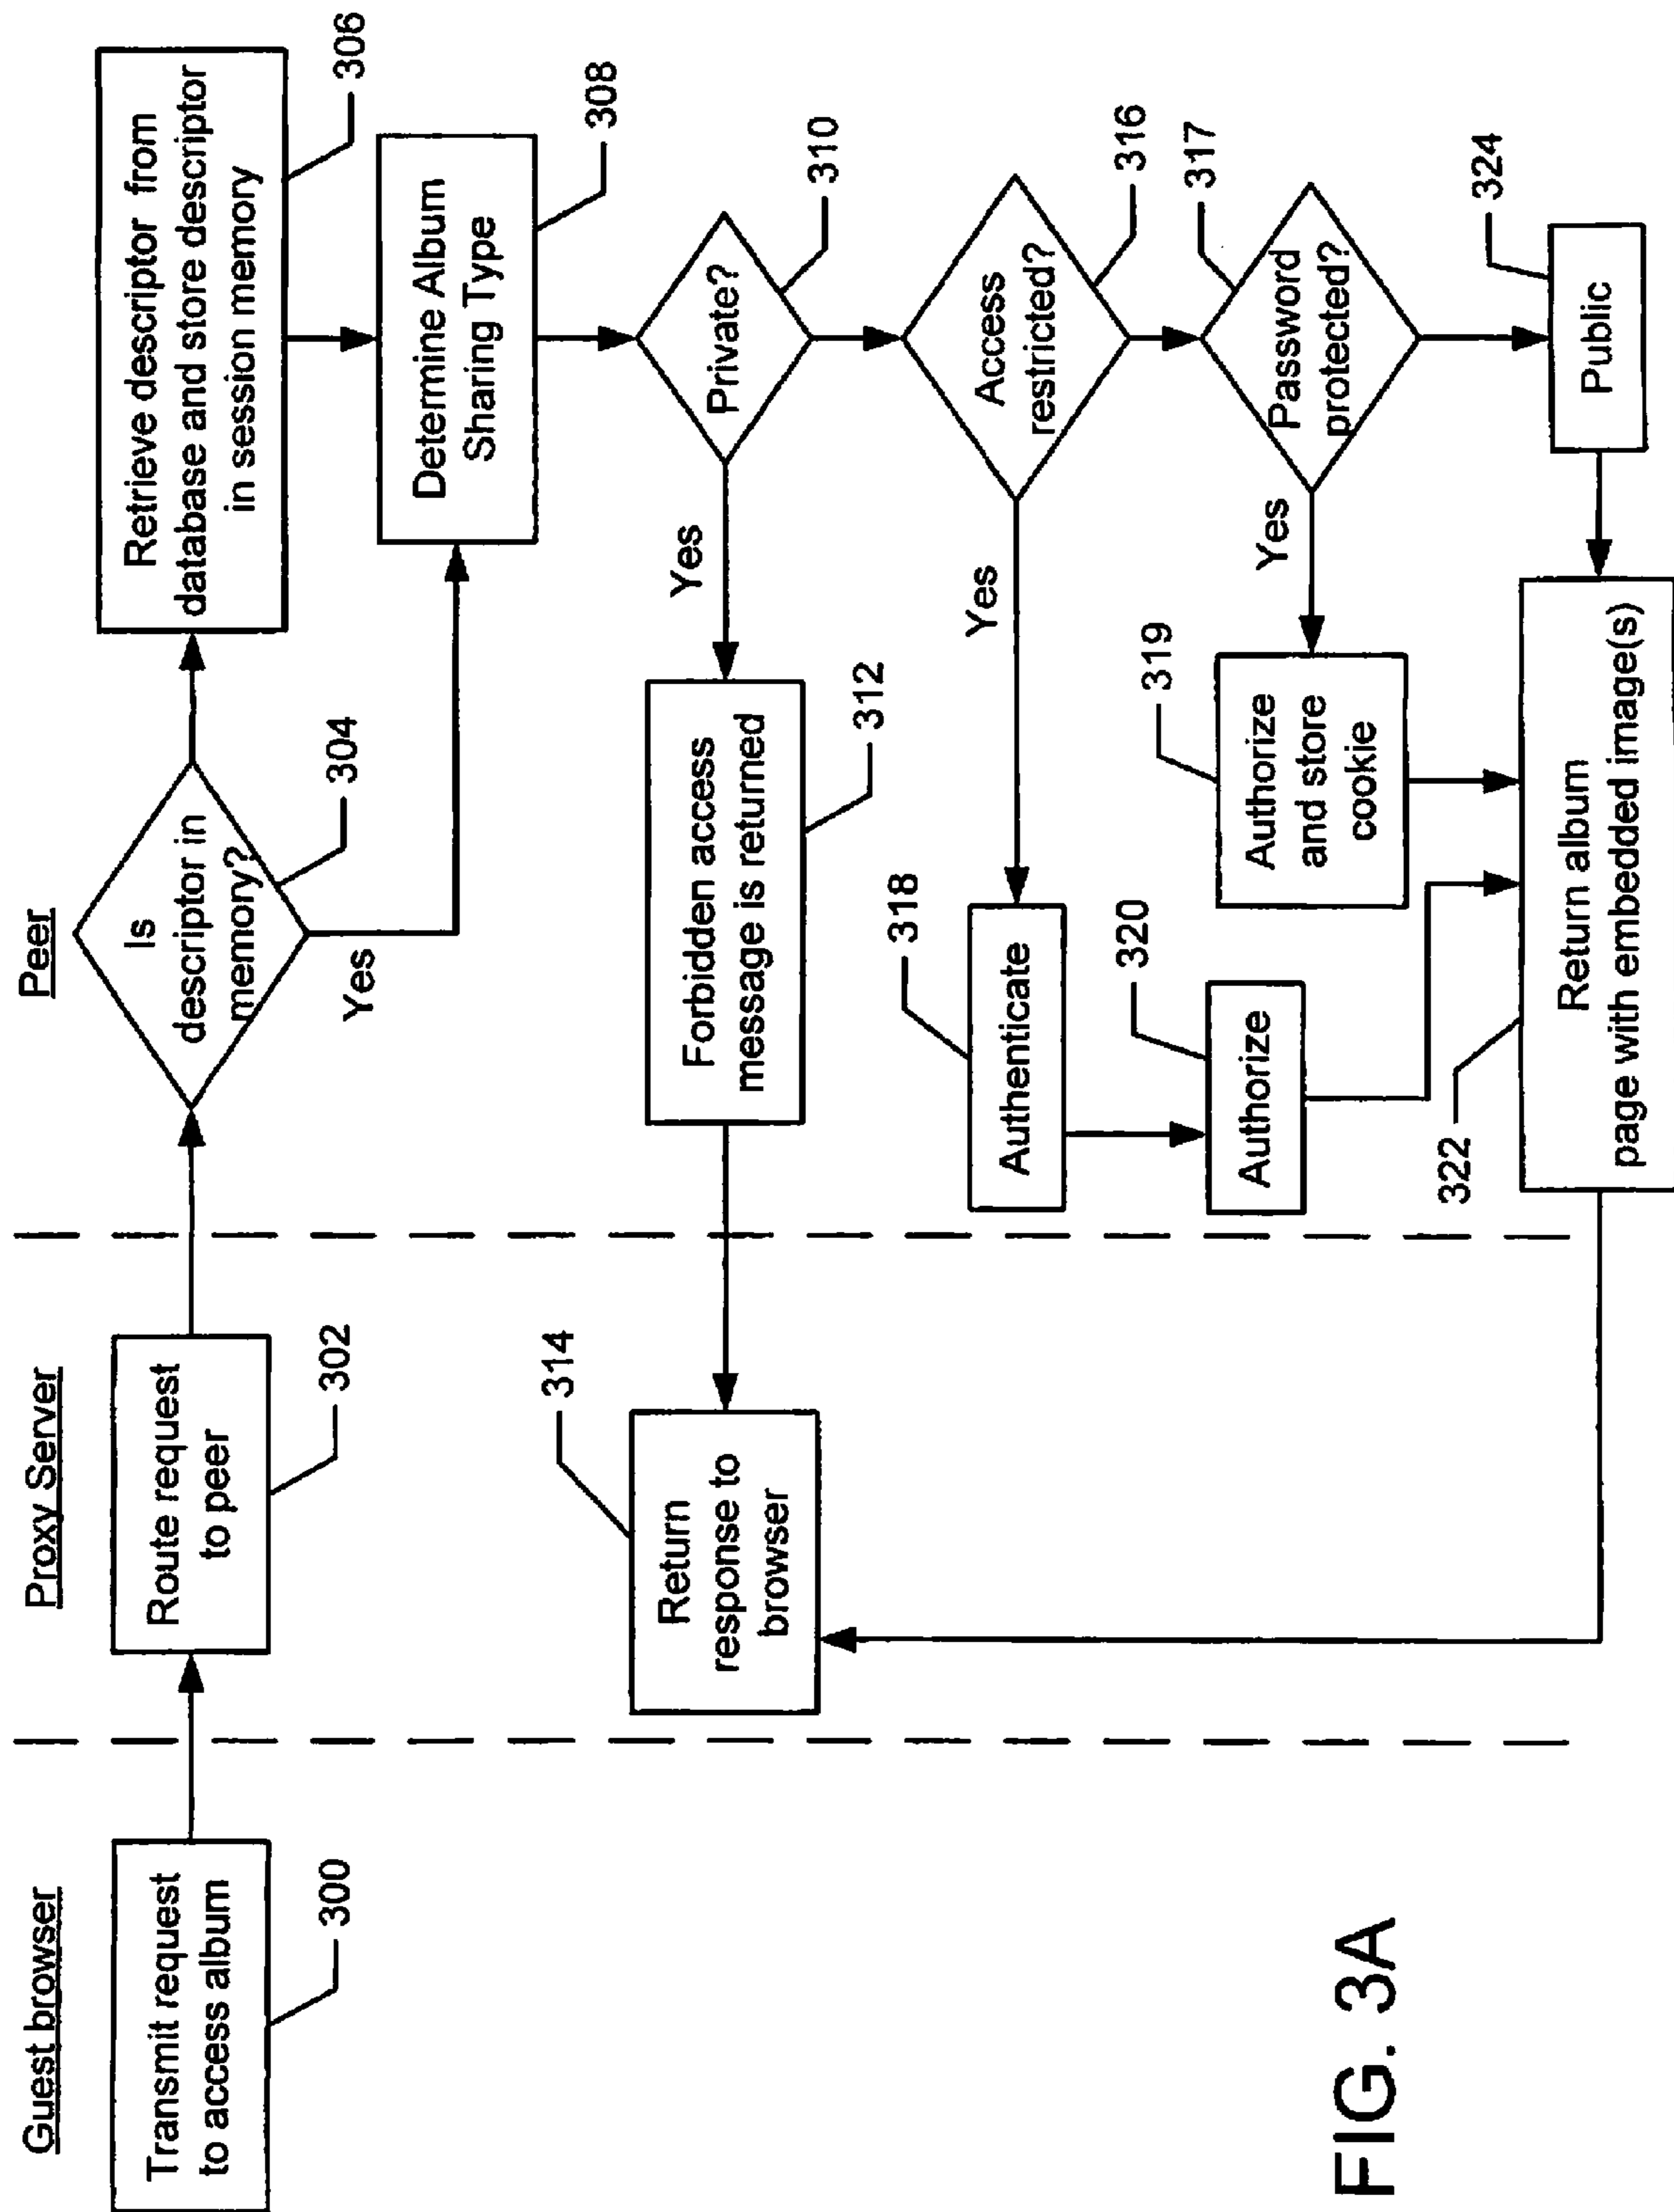 Guest browser
Proxy Server
Peer
Transmit request
to access album
300
Route request
to peer
302
Is
descriptor in
memory?
304
Yes
Retrieve descriptor from
database and store descriptor
in session memory
306
Determine Album
Sharing Type
308
Private?
310
Yes
Forbidden access
message is returned
312
Return
response to
browser
314
Access
restricted?
316
Yes
Authenticate
318
Authorize
320
Password
protected?
317
Yes
Authorize
and store
cookie
319
Public
324
Return album
page with embedded image(s)
322
FIG. 3A